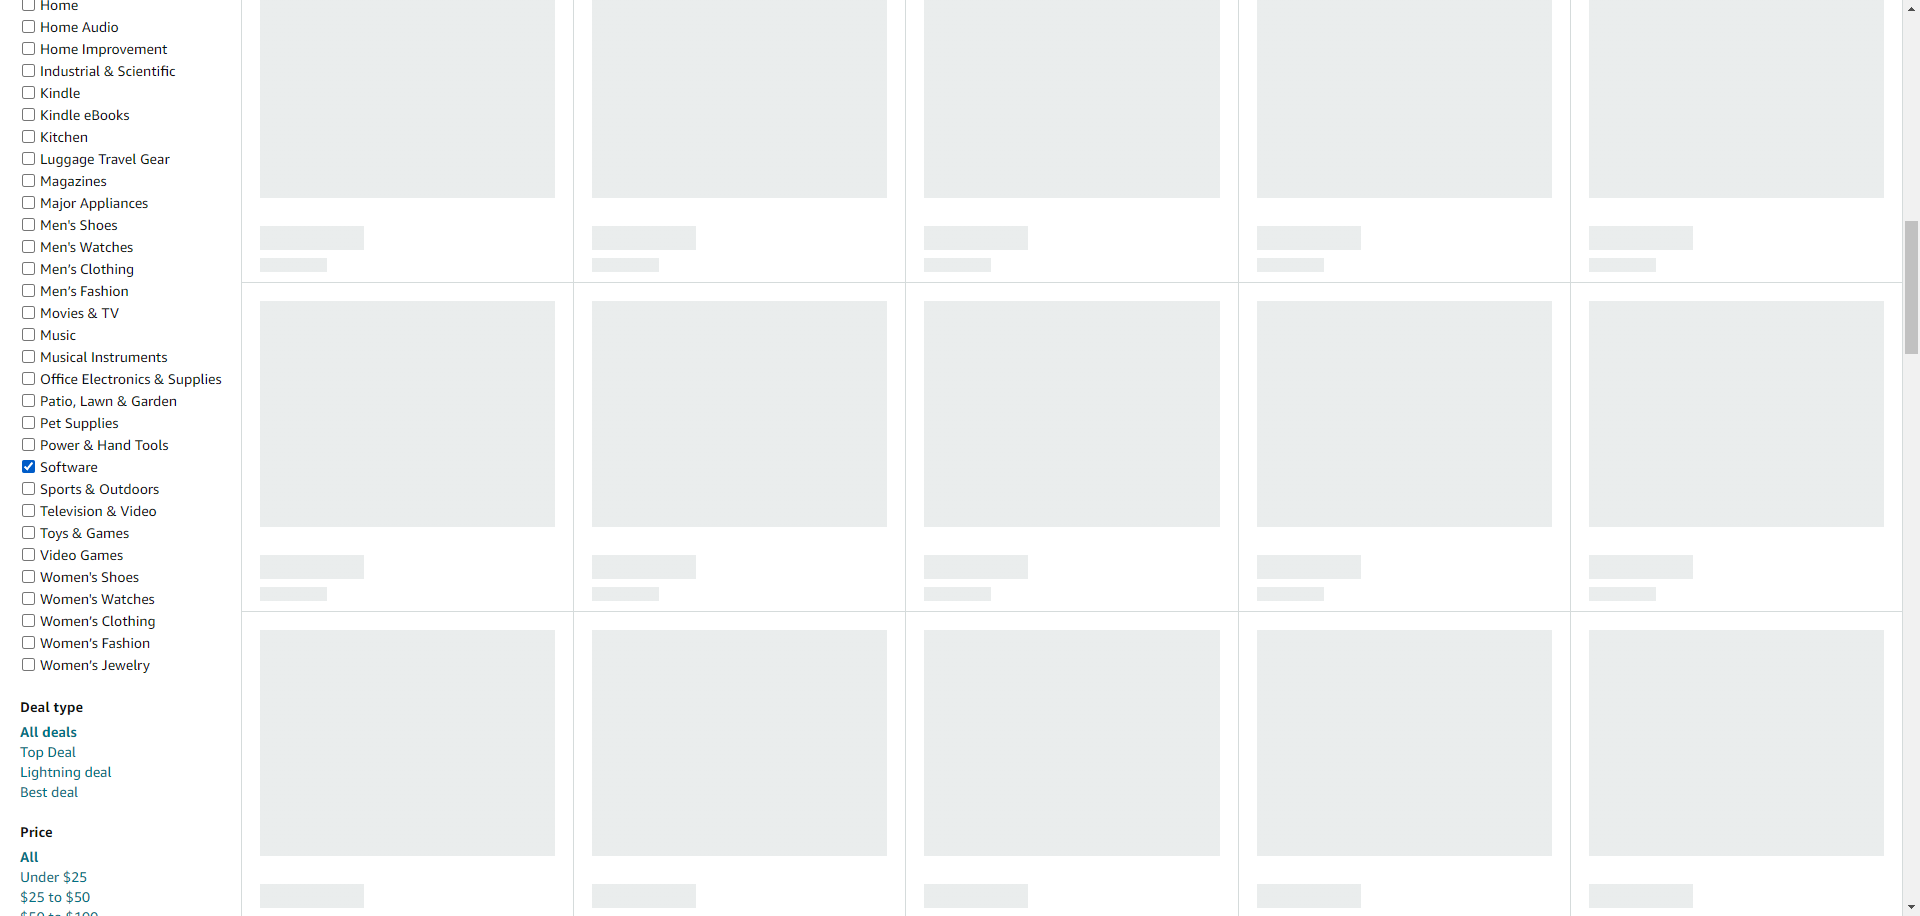 Home
Home Audio
Home Improvement
Industrial & Scientific
Kindle
Kindle eBooks
Kitchen
Luggage Travel Gear
Magazines
Major Appliances
Men's Shoes
Men's Watches
Men’s Clothing
Men’s Fashion
Movies & TV
Music
Musical Instruments
Office Electronics & Supplies
Patio, Lawn & Garden
Pet Supplies
Power & Hand Tools
Software
Sports & Outdoors
Television & Video
Toys & Games
Video Games
Women's Shoes
Women's Watches
Women’s Clothing
Women’s Fashion
Women’s Jewelry
Deal type
All deals
Top Deal
Lightning deal
Best deal
Price
All
Under $25
$25 to $50
$50 to $100